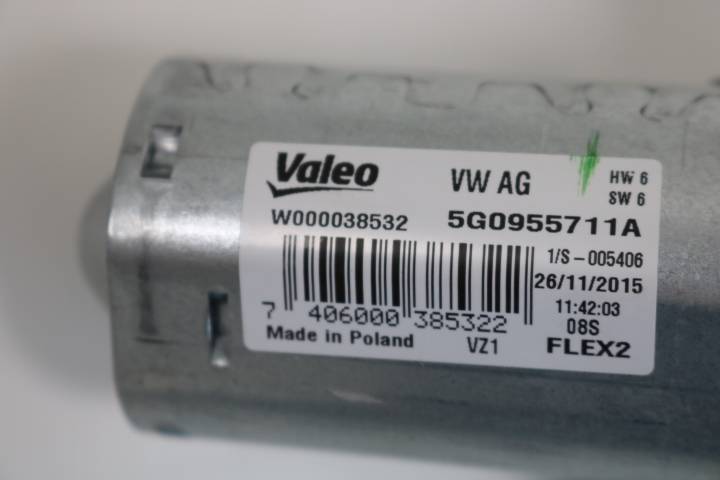 Valeo
VW AG
HW 6
SW 6
W000038532
5G0955711A
1/S-005406
26/11/2015
11:42:03
7 406000 385322
08S
Made in Poland
VZ1
FLEX2